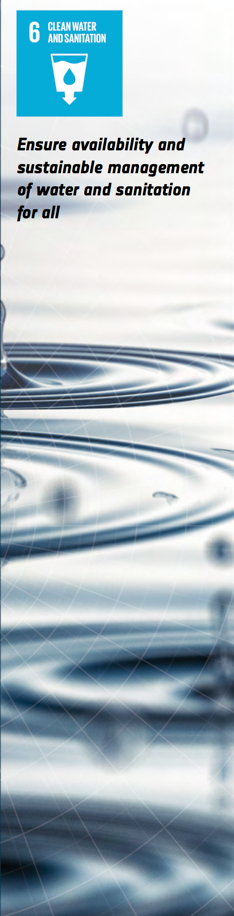 6 CLEAN WATER
AND SANITATION
Ensure availability and
sustainable management
of water and sanitation
for all